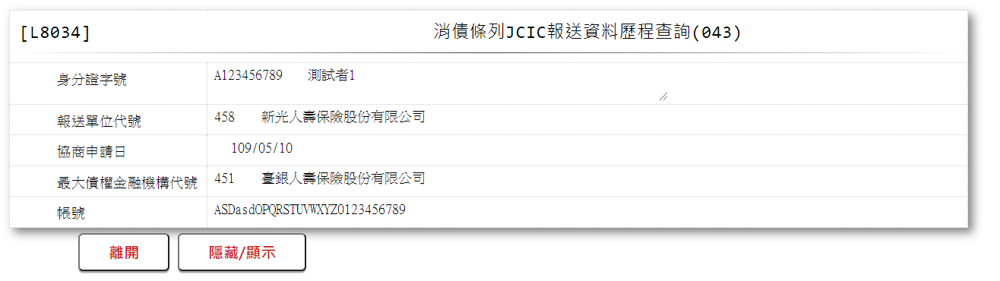 [L8034] 消債條列JCIC報送資料歷程查詢(043)
身分證字號 A123456789 測試者1
報送單位代號 458 新光人壽保險股份有限公司
協商申請日 109/05/10
最大債權金融機構代號 451 臺銀人壽保險股份有限公司
帳號 ASDasdOPQRSTUVWXYZ0123456789
離開 隱藏/顯示